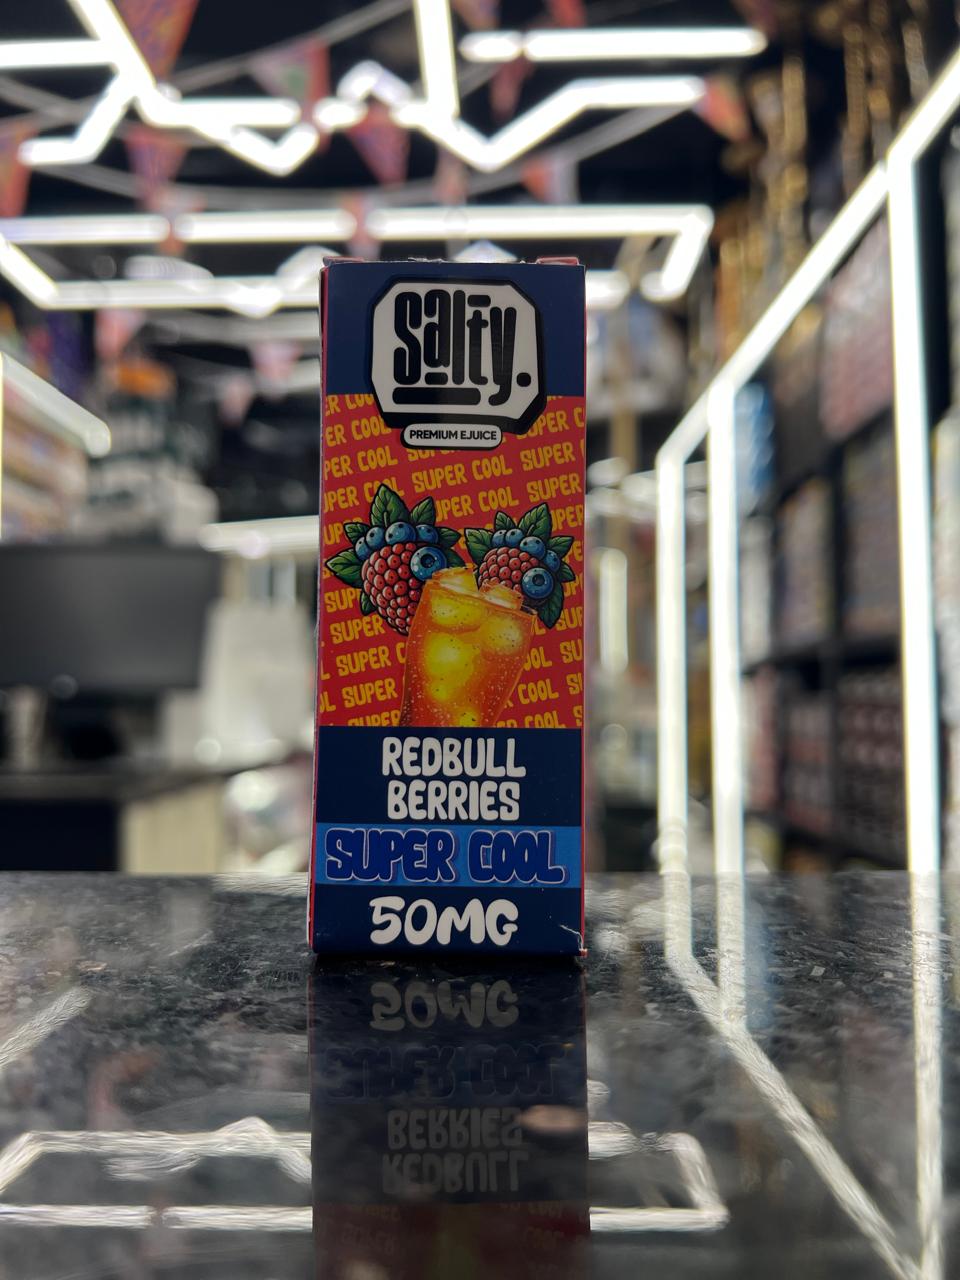 Salty.
PREMIUM EJUICE
SUPER COOL
REDBULL
BERRIES
SUPER COOL
50MG